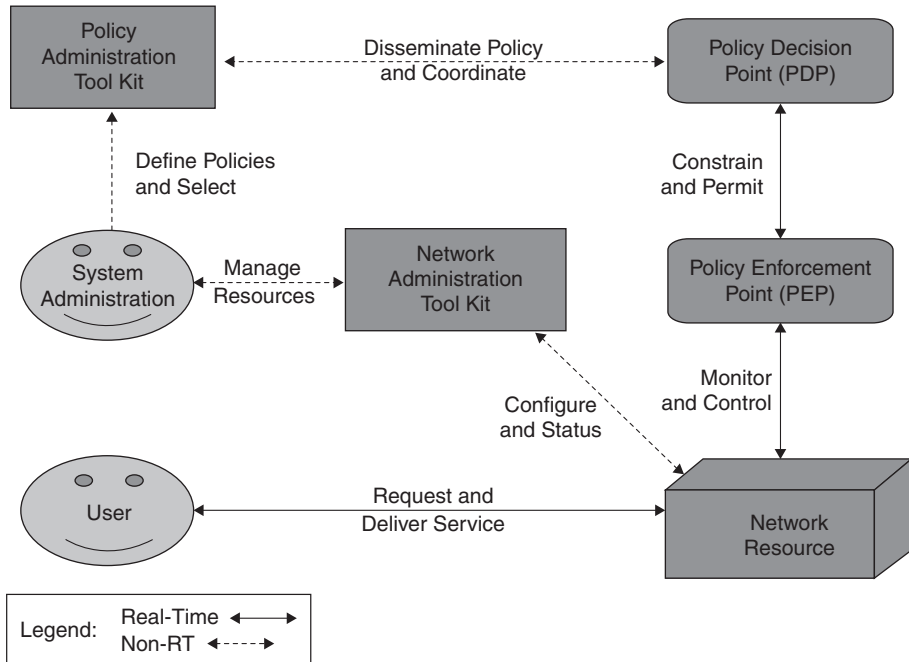 Policy
Administration
Tool Kit
Disseminate Policy
and Coordinate
Policy Decision
Point (PDP)
Define Policies
and Select
Constrain
and Permit
System
Administration
Manage
Resources
Network
Administration
Tool Kit
Policy Enforcement
Point (PEP)
Configure
and Status
Monitor
and Control
User
Request and
Deliver Service
Network
Resource
Legend:
Real-Time
Non-RT